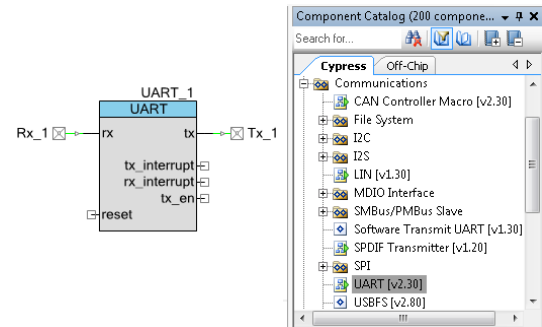 UART_1
UART
Rx_1
rx
tx
Tx_1
tx_interrupt
rx_interrupt
tx_en
reset
Component Catalog (200 compone...
Search for...
Cypress
Off-Chip
Communications
CAN Controller Macro [v2.30]
File System
I2C
I2S
LIN [v1.30]
MDIO Interface
SMBus/PMBus Slave
Software Transmit UART [v1.30]
SPDIF Transmitter [v1.20]
SPI
UART [v2.30]
USBFS [v2.80]